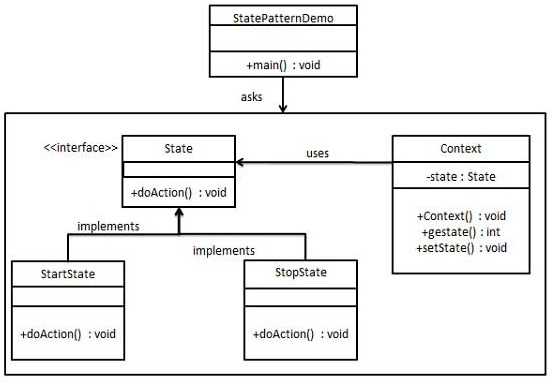 StatePatternDemo
+main() : void
asks
<<interface>>
State
+doAction() : void
uses
Context
-state : State
+Context() : void
+gestate() : int
+setState() : void
implements
implements
StartState
+doAction() : void
StopState
+doAction() : void